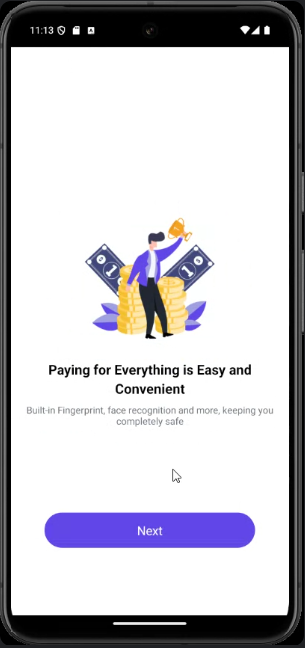 11:13
Paying for Everything is Easy and
Convenient
Built-in Fingerprint, face recognition and more, keeping you
completely safe
Next